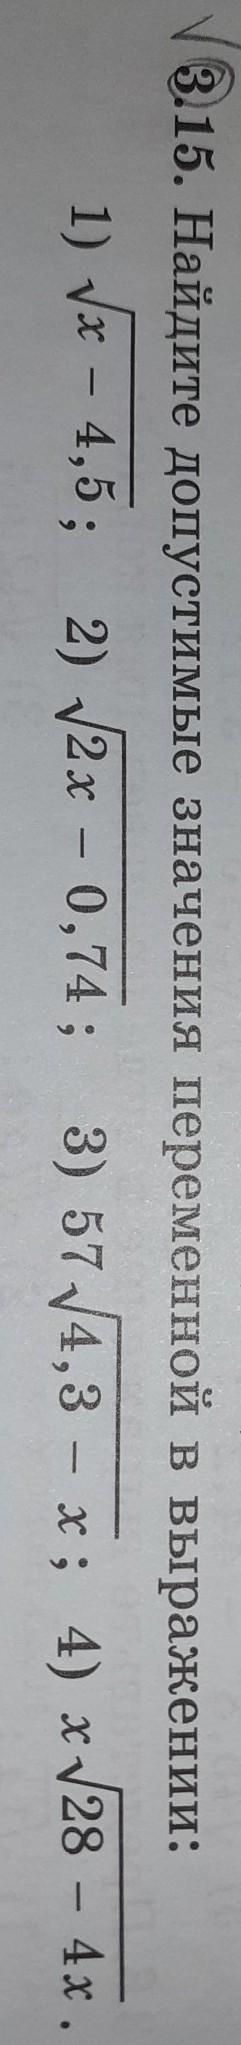 √ 3.15. Найдите допустимые значения переменной в выражении:
1) √x − 4,5; 2) √2x − 0,74; 3) 57√4,3 − x; 4) x√28 − 4x.